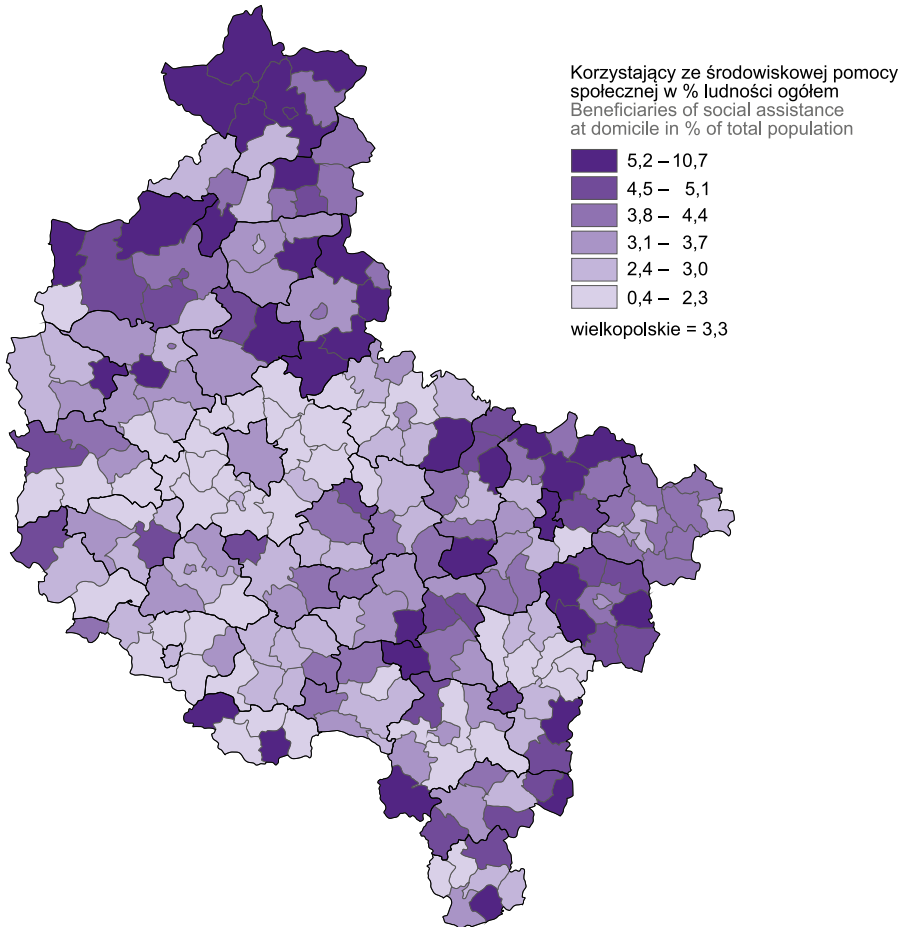 Korzystający ze środowiskowej pomocy
społecznej w % ludności ogółem
Beneficiaries of social assistance
at domicile in % of total population
5,2 – 10,7
4,5 – 5,1
3,8 – 4,4
3,1 – 3,7
2,4 – 3,0
0,4 – 2,3
wielkopolskie = 3,3